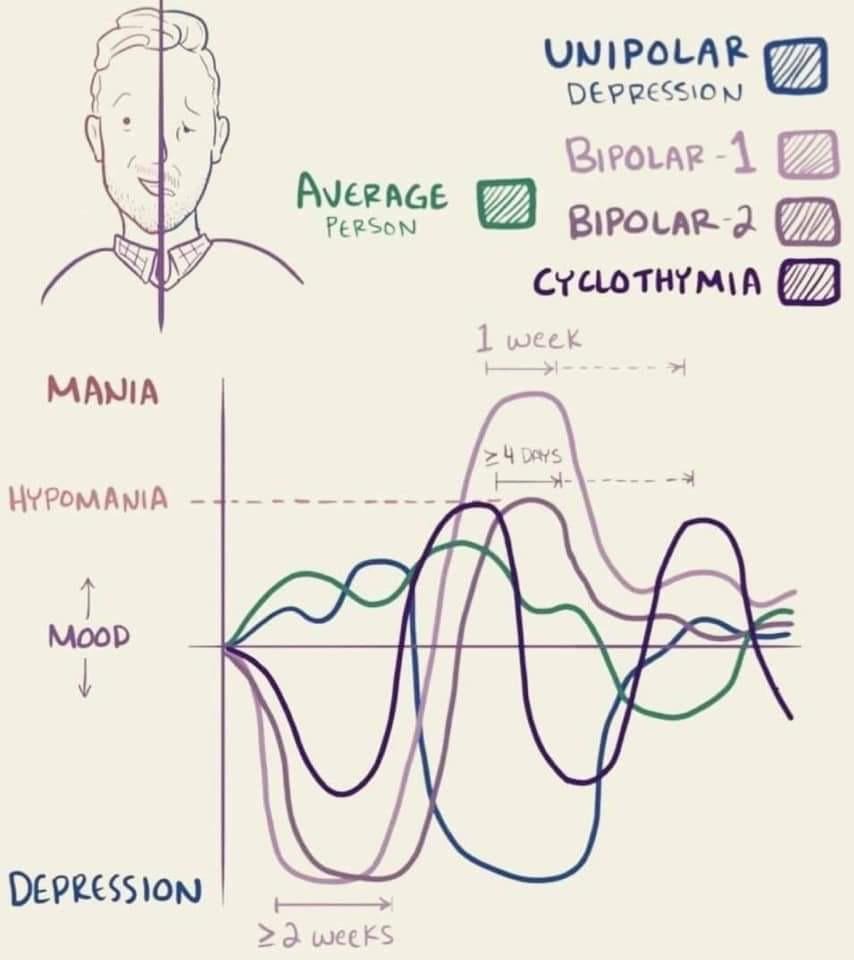 UNIPOLAR
DEPRESSION
BIPOLAR-1
AVERAGE
PERSON
BIPOLAR-2
CYCLOTHYMIA
1 week
MANIA
≥4 DAYS
HYPOMANIA
MOOD
DEPRESSION
≥2 weeks